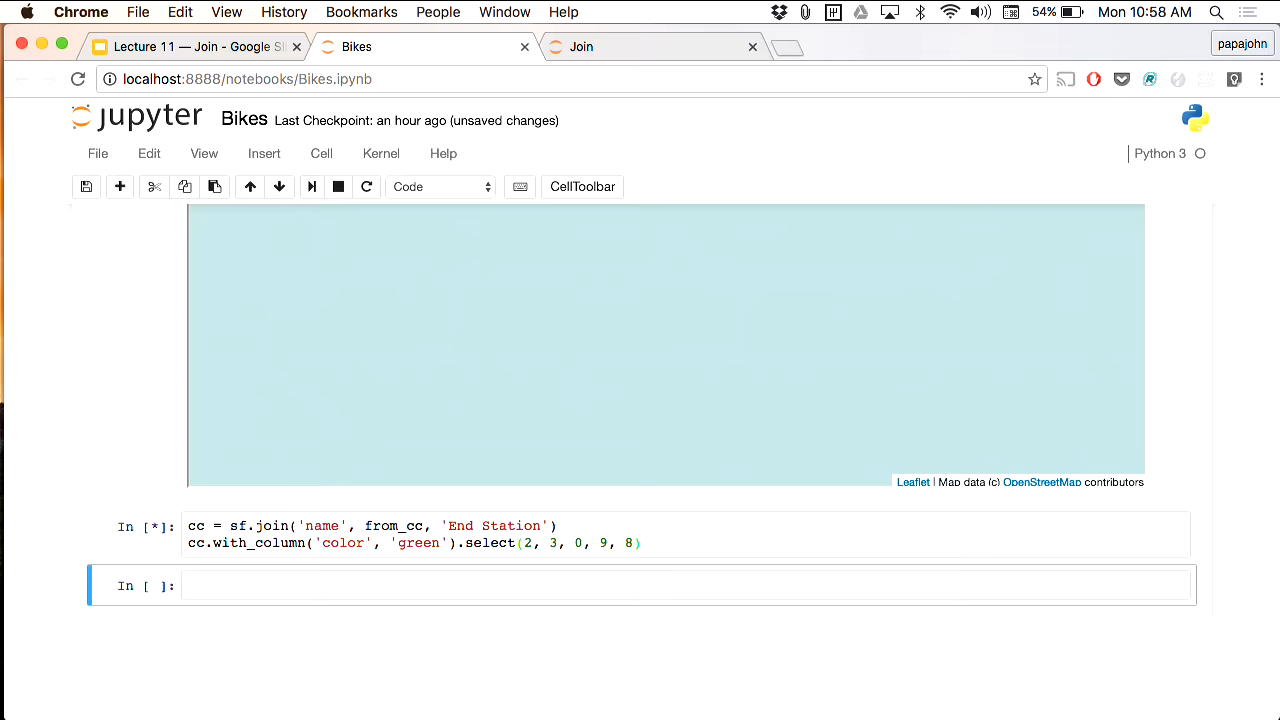 Chrome File Edit View History Bookmarks People Window Help 54% Mon 10:58 AM
Lecture 11 — Join - Google Sl Bikes Join papajohn
localhost:8888/notebooks/Bikes.ipynb
jupyter Bikes Last Checkpoint: an hour ago (unsaved changes)
File Edit View Insert Cell Kernel Help Python 3
Code CellToolbar
Leaflet | Map data (c) OpenStreetMap contributors
In [*]: cc = sf.join('name', from_cc, 'End Station')
cc.with_column('color', 'green').select(2, 3, 0, 9, 8)
In [ ]: